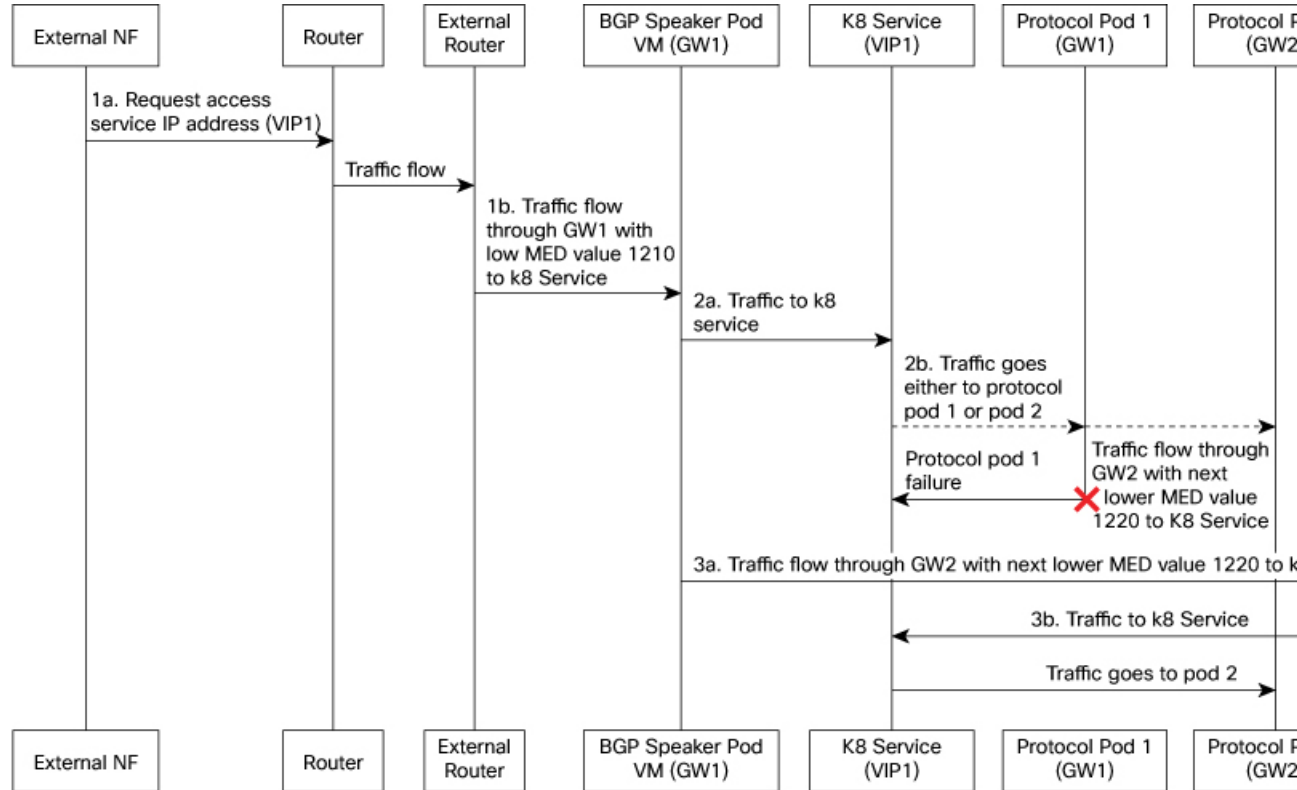 External NF
Router
External
Router
BGP Speaker Pod
VM (GW1)
K8 Service
(VIP1)
Protocol Pod 1
(GW1)
Protocol
(GW2
1a. Request access
service IP address (VIP1)
Traffic flow
1b. Traffic flow
through GW1 with
low MED value 1210
to k8 Service
2a. Traffic to k8
service
2b. Traffic goes
either to protocol
pod 1 or pod 2
Protocol pod 1
failure
Traffic flow through
GW2 with next
lower MED value
1220 to K8 Service
3a. Traffic flow through GW2 with next lower MED value 1220 to k
3b. Traffic to k8 Service
Traffic goes to pod 2
External NF
Router
External
Router
BGP Speaker Pod
VM (GW1)
K8 Service
(VIP1)
Protocol Pod 1
(GW1)
Protocol
(GW2